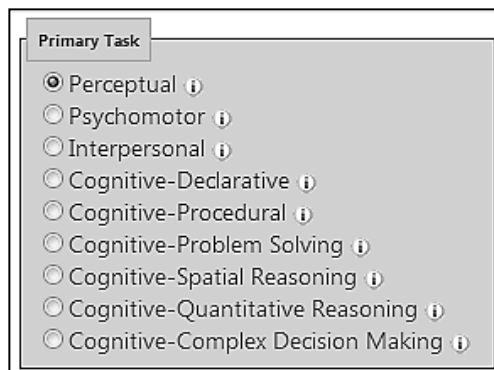 Primary Task
Perceptual
Psychomotor
Interpersonal
Cognitive-Declarative
Cognitive-Procedural
Cognitive-Problem Solving
Cognitive-Spatial Reasoning
Cognitive-Quantitative Reasoning
Cognitive-Complex Decision Making